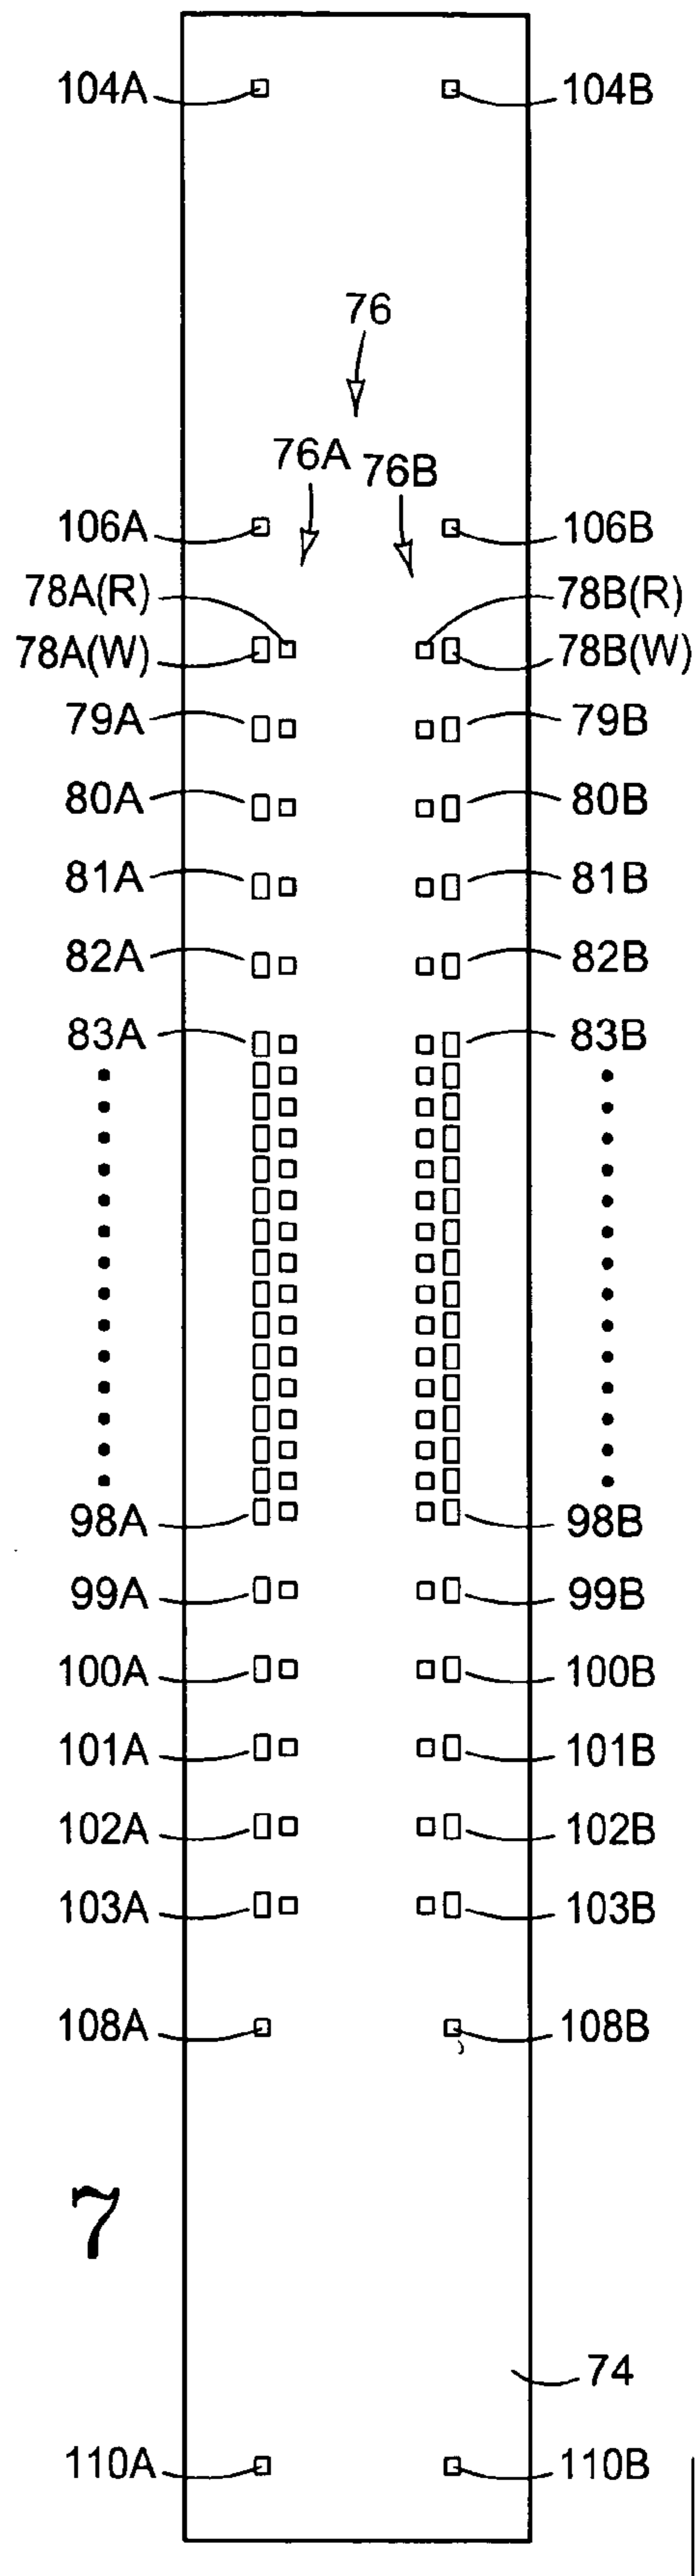 104A 104B
76
76A 76B
106A 106B
78A(R) 78B(R)
78A(W) 78B(W)
79A 79B
80A 80B
81A 81B
82A 82B
83A 83B
98A 98B
99A 99B
100A 100B
101A 101B
102A 102B
103A 103B
108A 108B
7
74
110A 110B